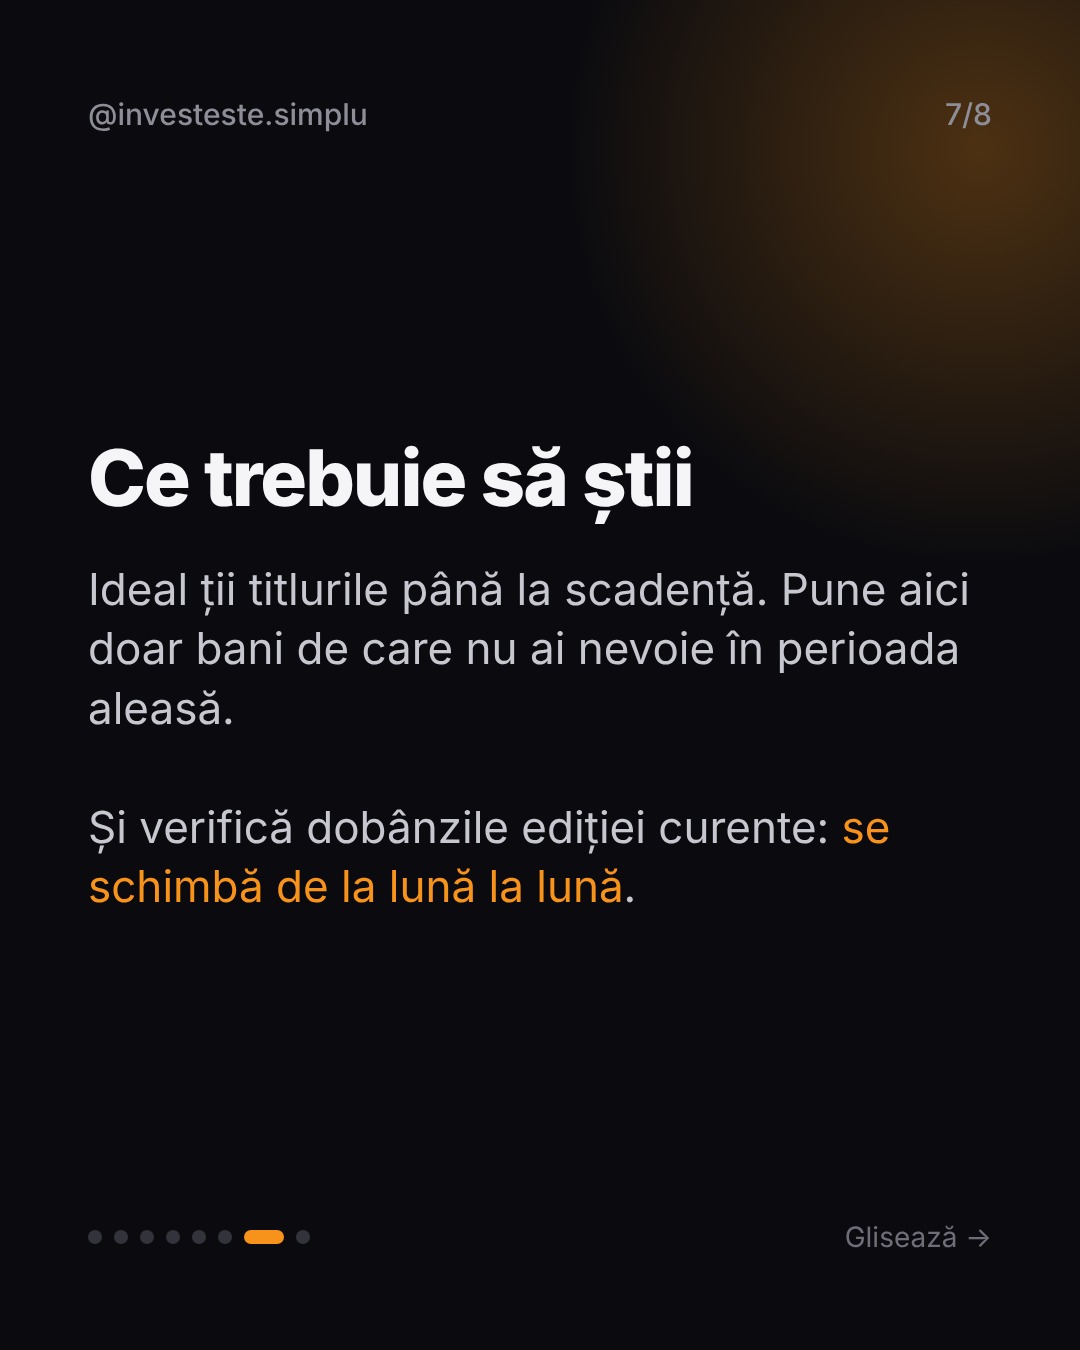 @investeste.simplu
7/8
Ce trebuie să știi
Ideal ții titlurile până la scadență. Pune aici
doar bani de care nu ai nevoie în perioada
aleasă.
Și verifică dobânzile ediției curente: se
schimbă de la lună la lună.
Glisează →